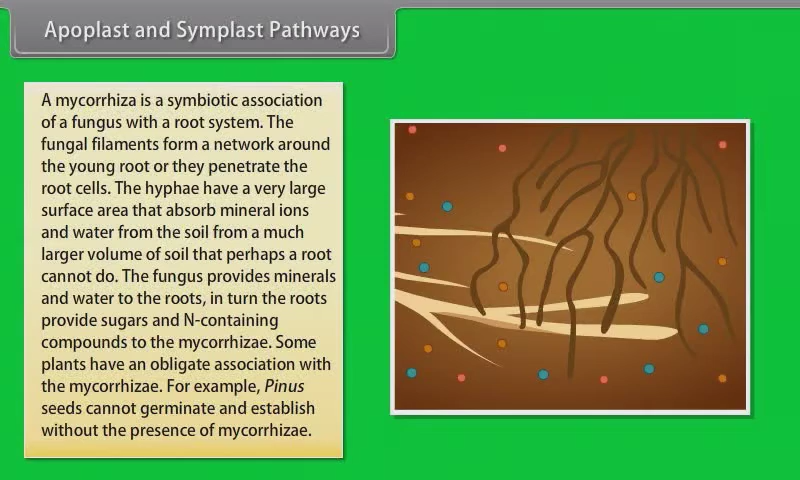 Apoplast and Symplast Pathways
A mycorrhiza is a symbiotic association
of a fungus with a root system. The
fungal filaments form a network around
the young root or they penetrate the
root cells. The hyphae have a very large
surface area that absorb mineral ions
and water from the soil from a much
larger volume of soil that perhaps a root
cannot do. The fungus provides minerals
and water to the roots, in turn the roots
provide sugars and N-containing
compounds to the mycorrhizae. Some
plants have an obligate association with
the mycorrhizae. For example, Pinus
seeds cannot germinate and establish
without the presence of mycorrhizae.